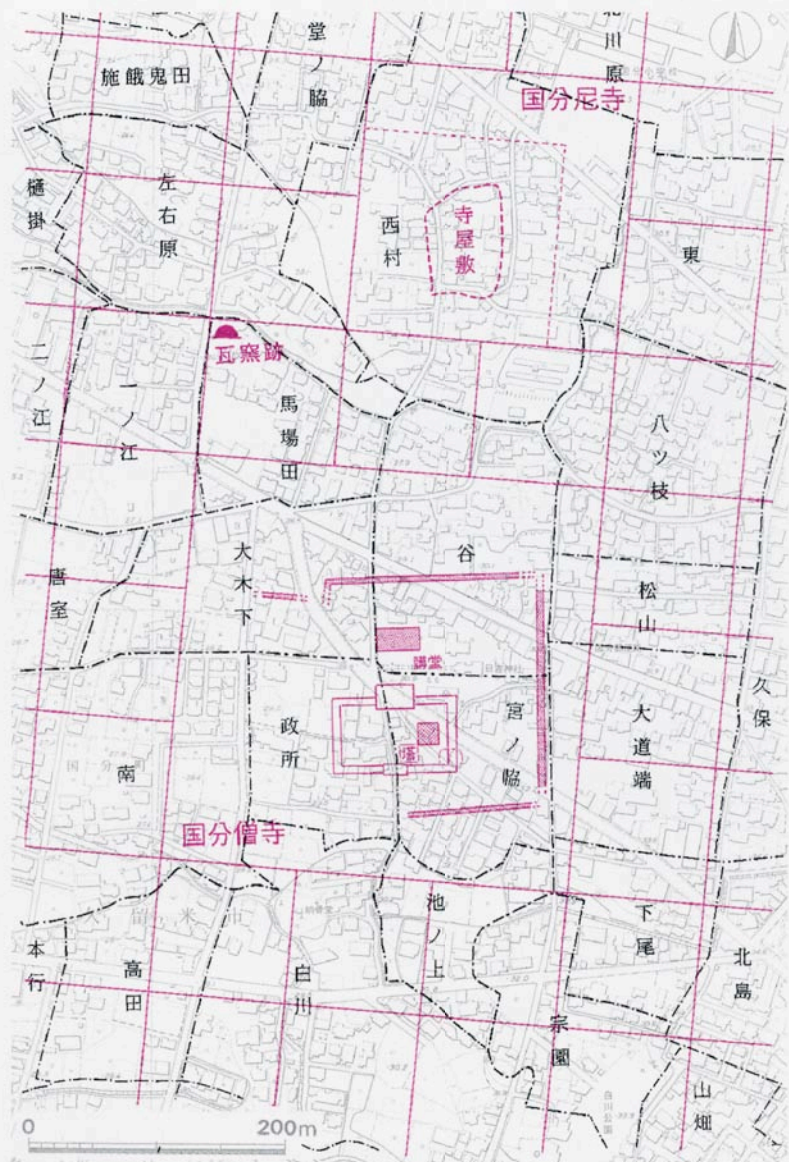 施餓鬼田
堂ノ脇
北川原
国分尼寺
樋掛
左右原
西村
寺屋敷
東
瓦窯跡
二ノ江
一ノ江
馬場田
八ツ枝
唐室
大木下
谷
松山
講堂
久保
政所
宮ノ脇
大道端
塔
南
国分僧寺
本行
高田
白川
池ノ上
下尾
北島
宗園
山畑
0
200m